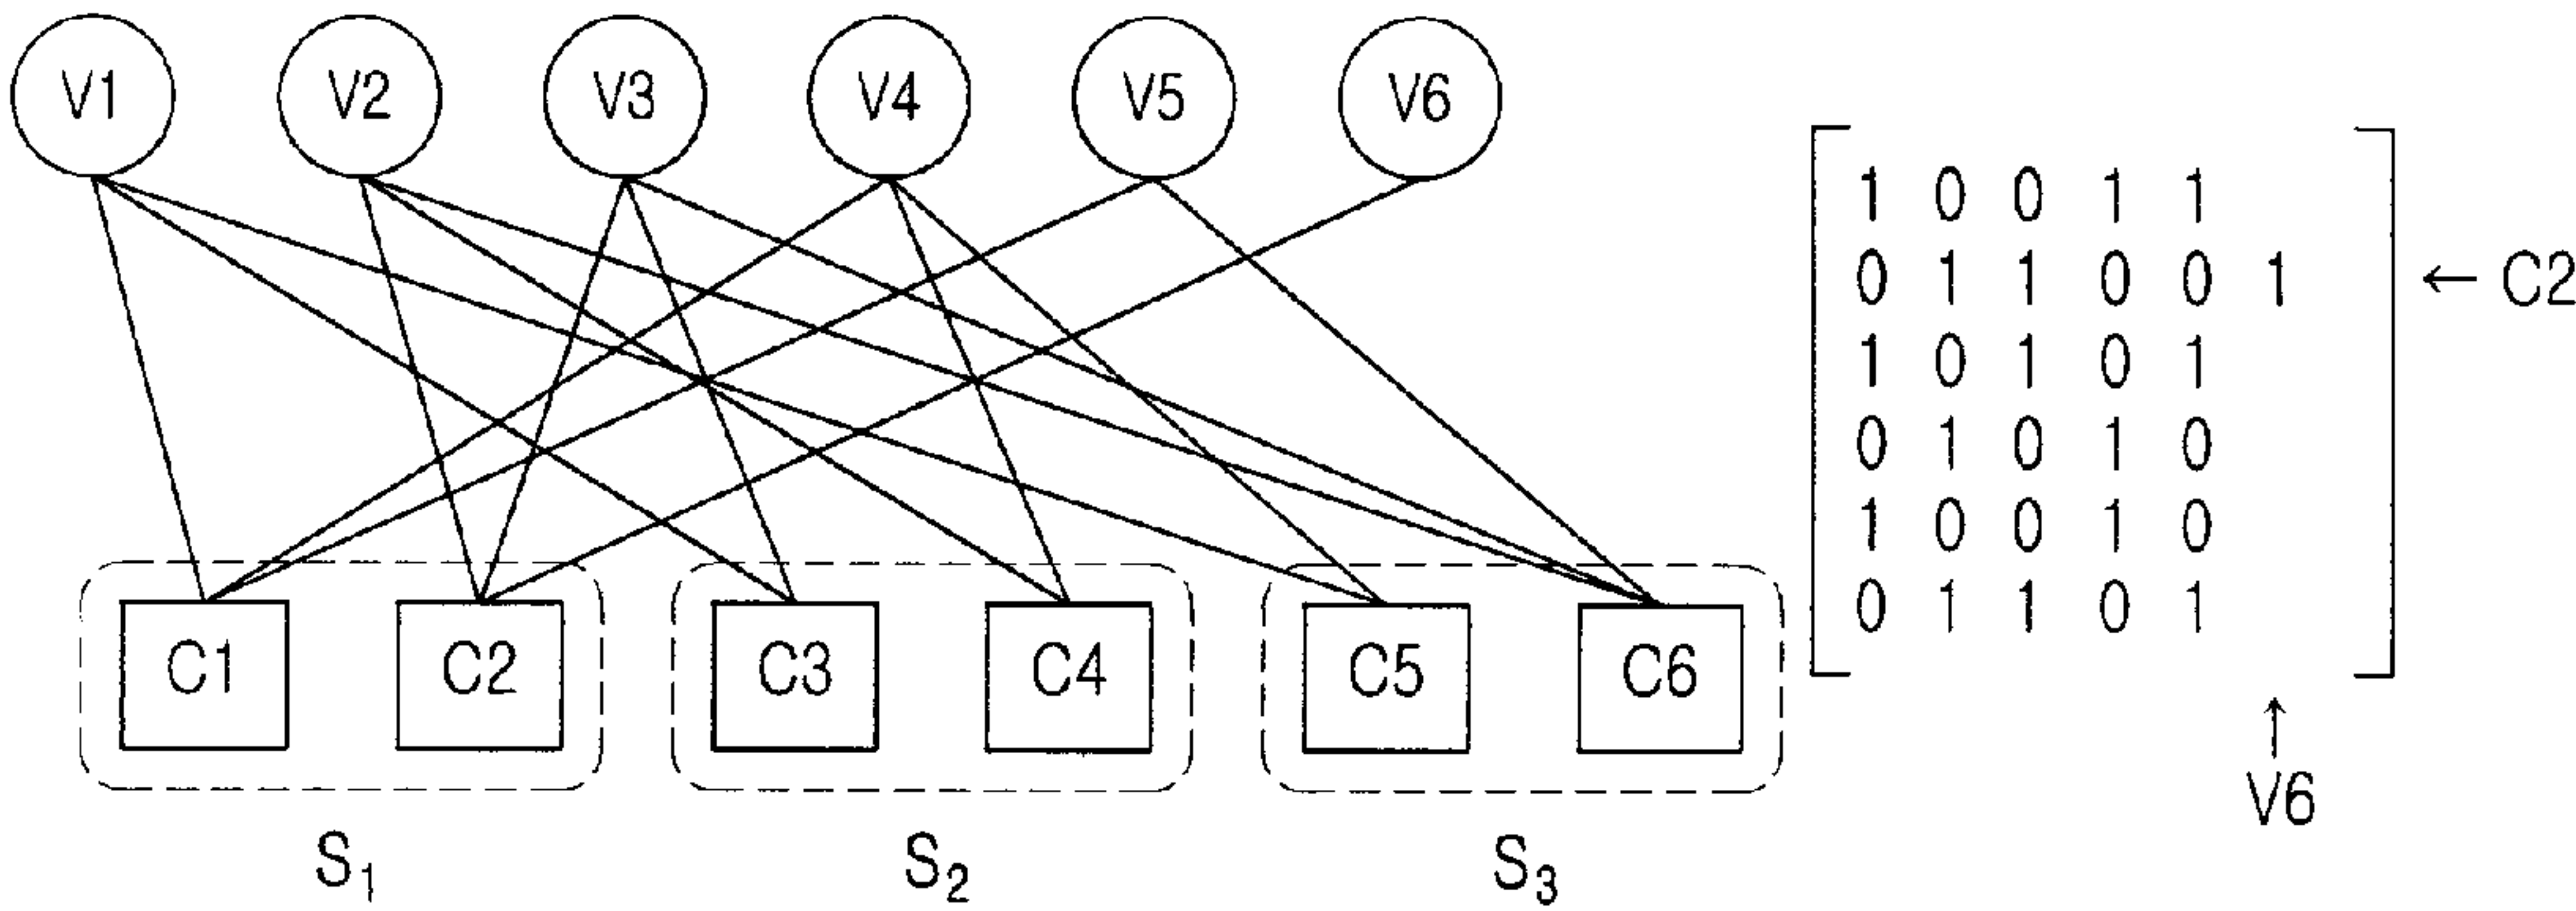 V1 V2 V3 V4 V5 V6
1 0 0 1 1
0 1 1 0 0 1 ← C2
1 0 1 0 1
0 1 0 1 0
1 0 0 1 0
0 1 1 0 1
C1 C2 C3 C4 C5 C6
↑
V6
S1 S2 S3